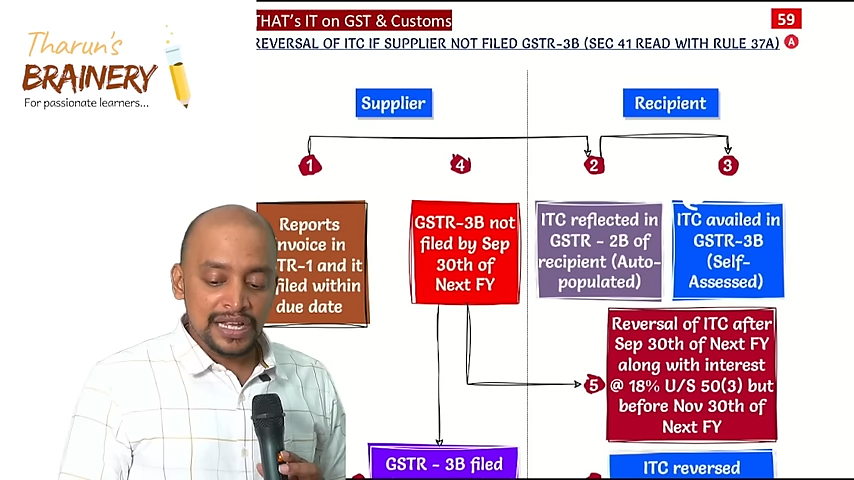 Tharun's
BRAINERY
For passionate learners...
THAT's IT on GST & Customs
59
REVERSAL OF ITC IF SUPPLIER NOT FILED GSTR-3B (SEC 41 READ WITH RULE 37A) A
Supplier
Recipient
1
4
2
3
Reports
invoice in
and it
filed within
due date
GSTR-3B not
filed by Sep
30th of
Next FY
ITC reflected in
GSTR - 2B of
recipient (Auto-
populated)
ITC availed in
GSTR-3B
(Self-
Assessed)
5
Reversal of ITC after
Sep 30th of Next FY
along with interest
@ 18% U/S 50(3) but
before Nov 30th of
Next FY
GSTR - 3B filed
ITC reversed